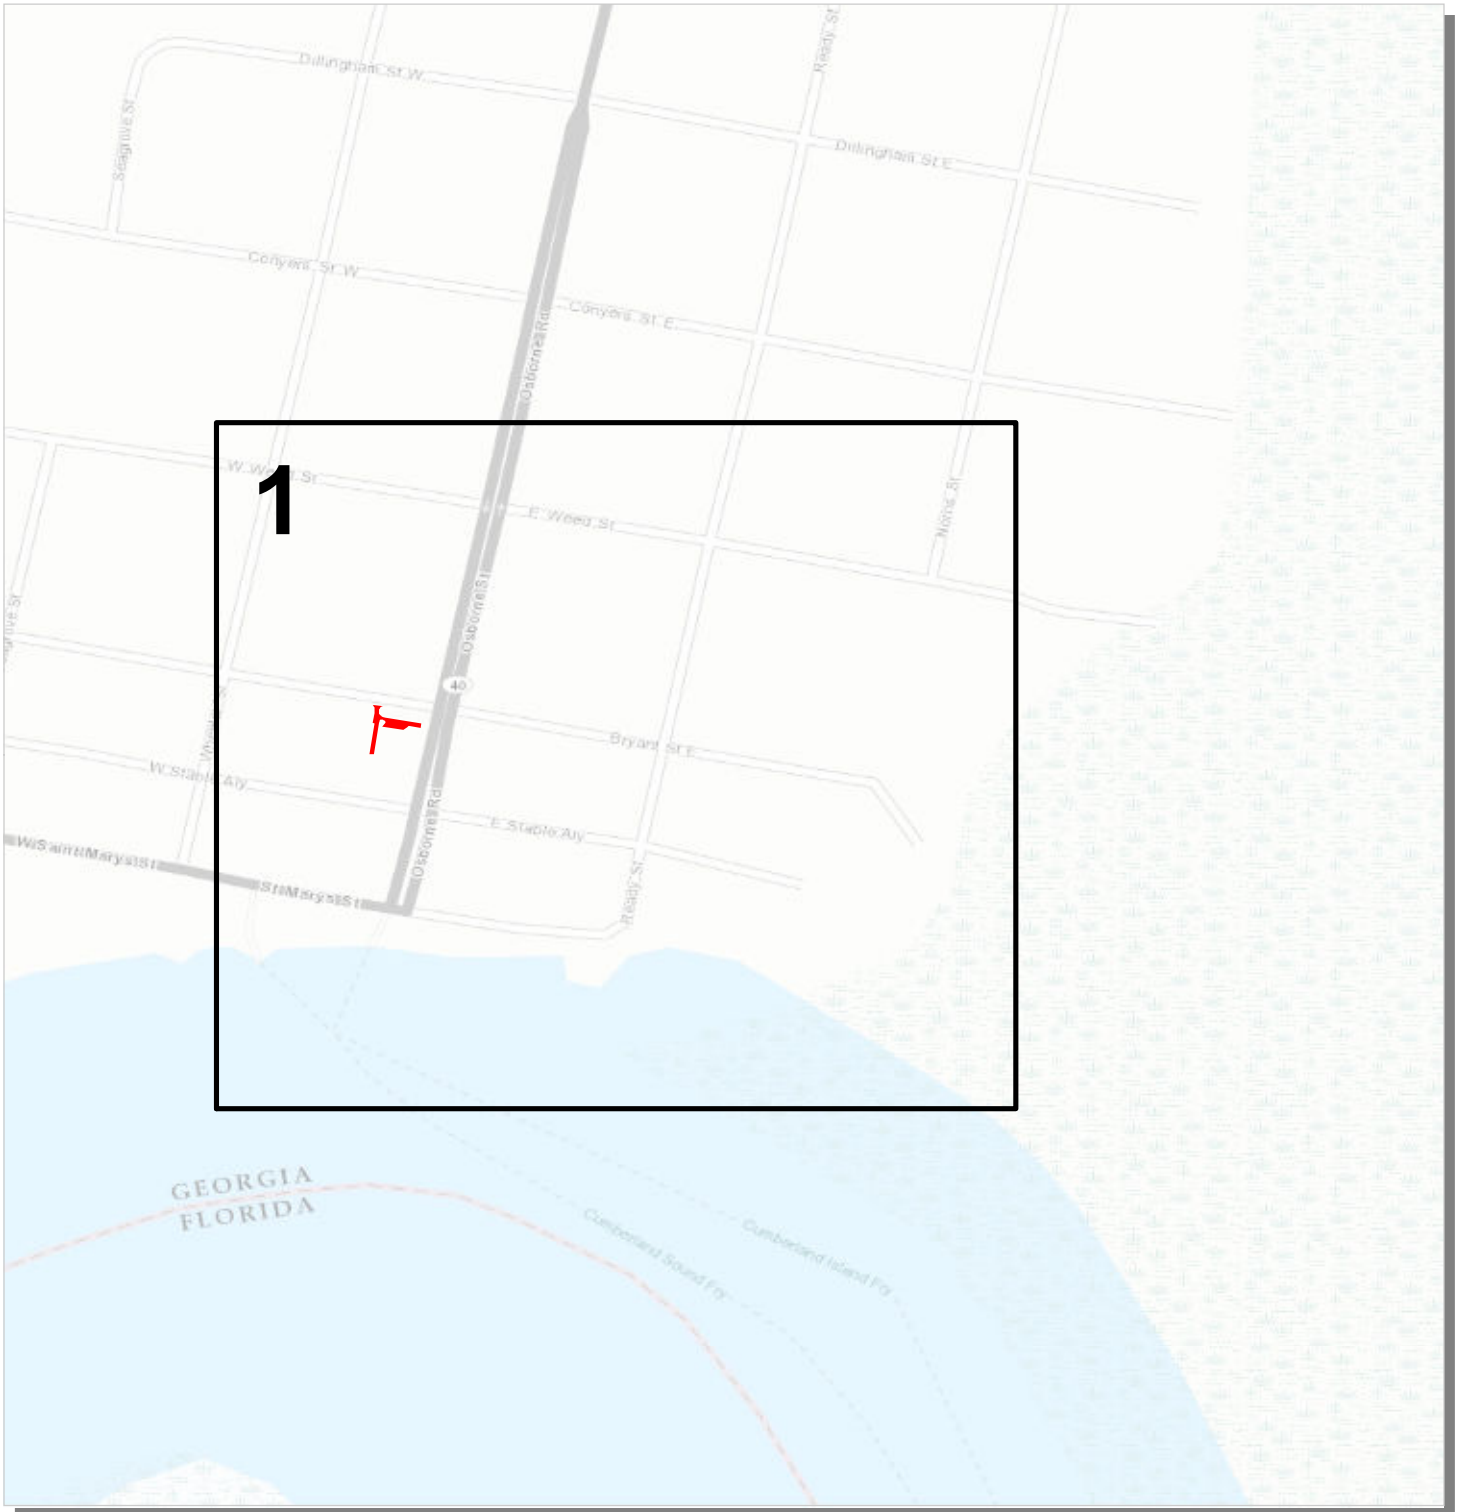 Ready St
Dillingham St W
Seagrove St
Dillingham St E
Conyers St W
Conyers St E
Osborne Rd
1
W Weed St
E Weed St
Norris St
Osborne St
40
Bryant St E
W Stable Aly
E Stable Aly
Osborne Rd
W Saint Marys St
St Marys St
Ready St
GEORGIA
FLORIDA
Cumberland Sound Fry
Cumberland Island Fry